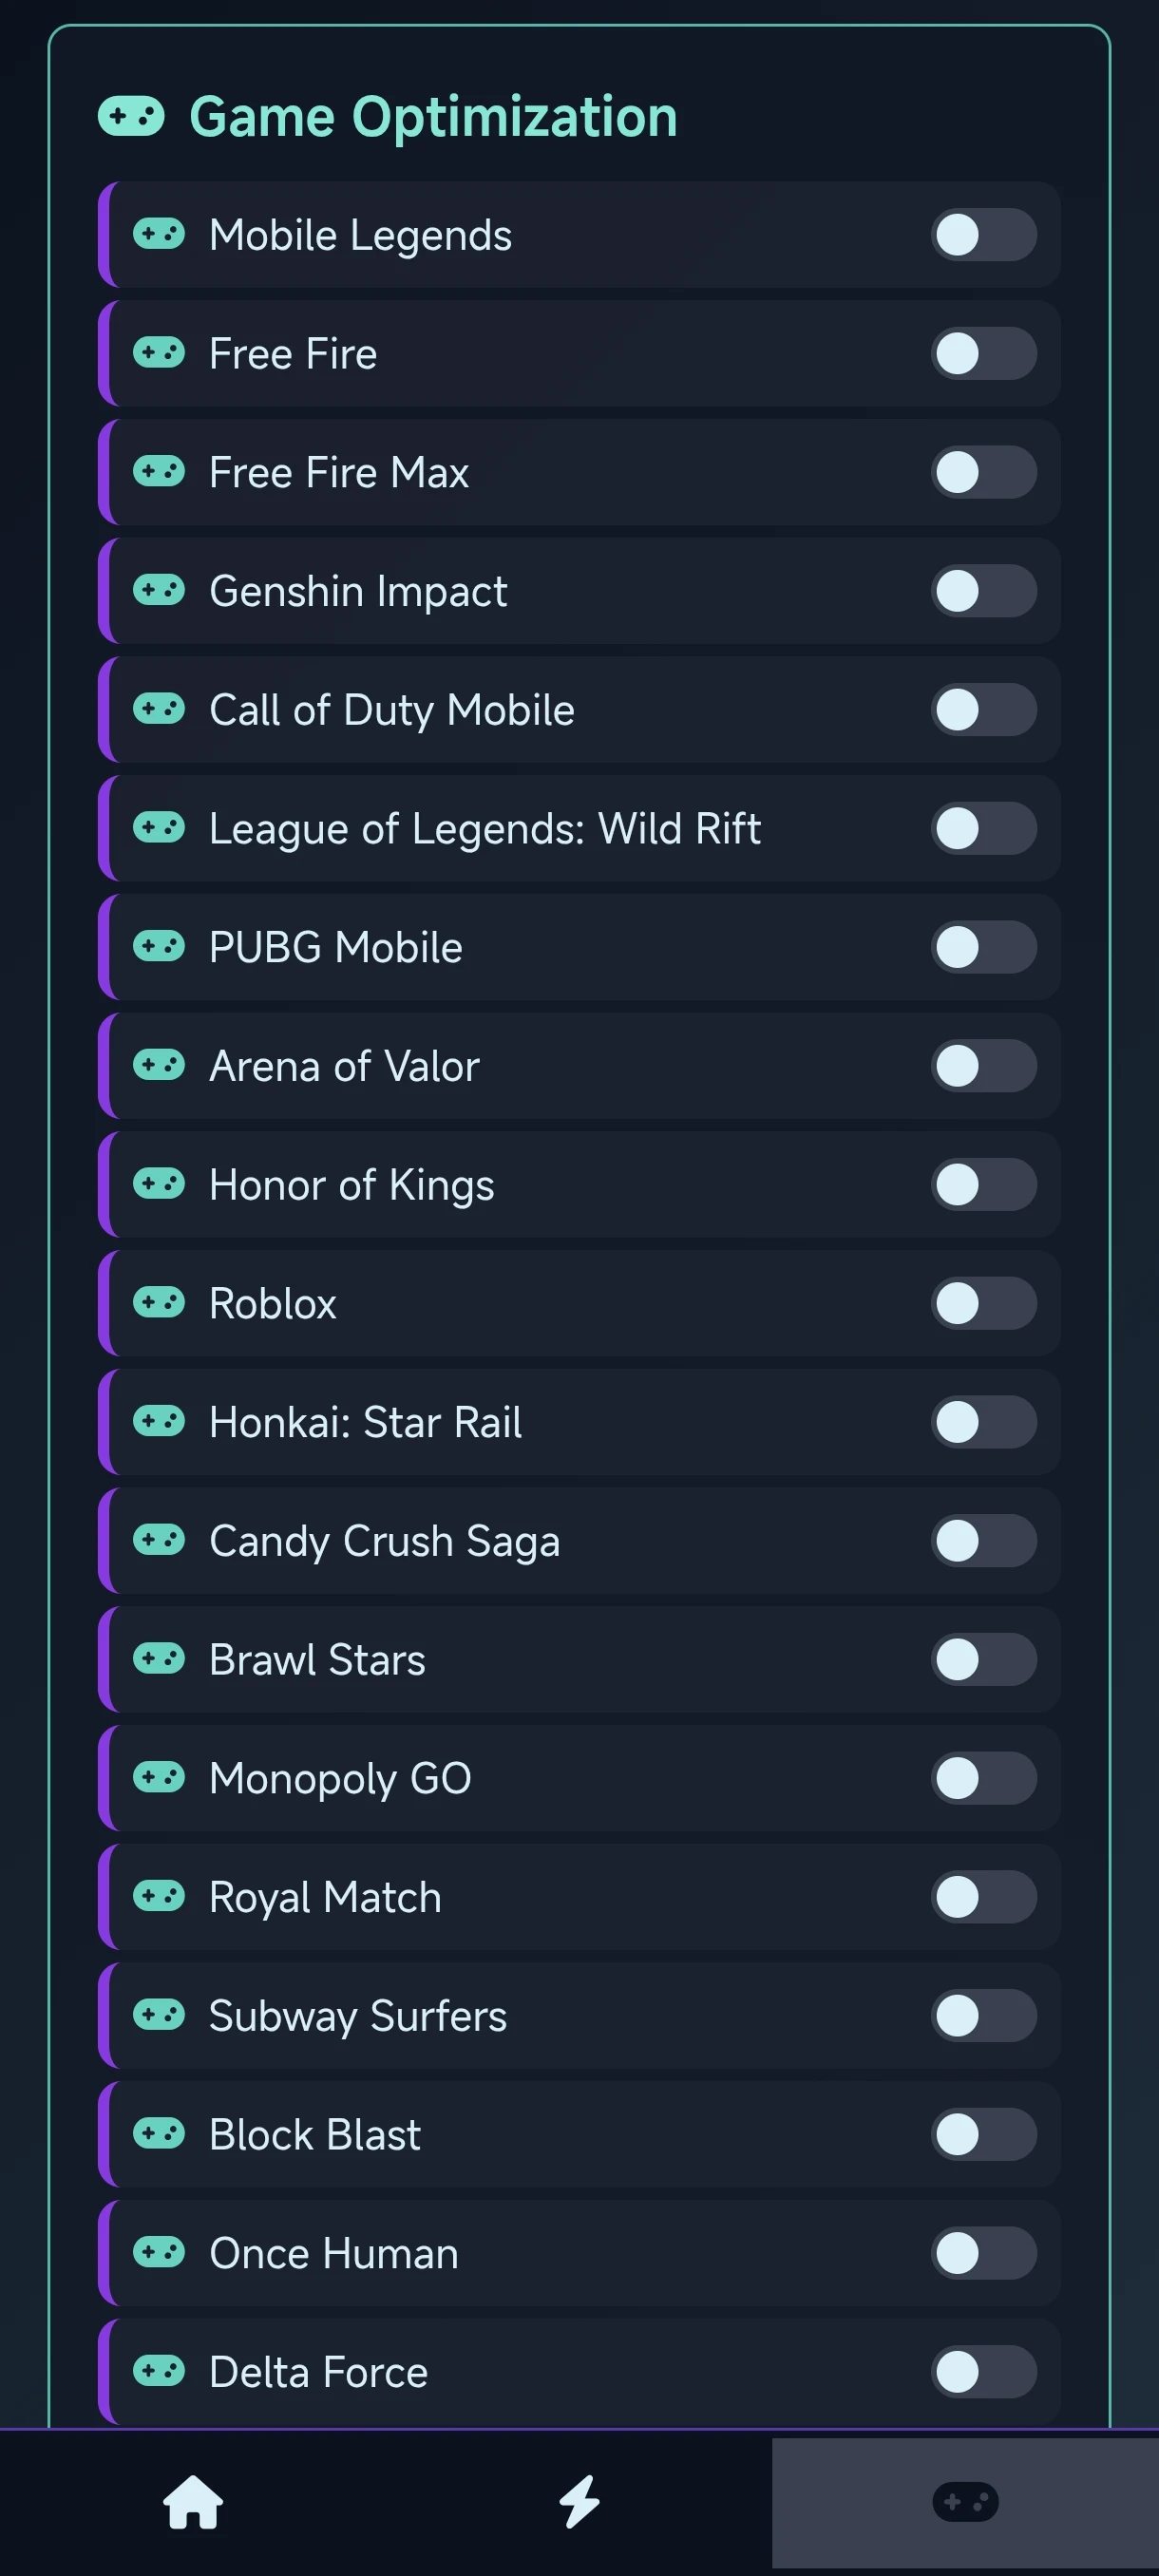 Game Optimization
Mobile Legends
Free Fire
Free Fire Max
Genshin Impact
Call of Duty Mobile
League of Legends: Wild Rift
PUBG Mobile
Arena of Valor
Honor of Kings
Roblox
Honkai: Star Rail
Candy Crush Saga
Brawl Stars
Monopoly GO
Royal Match
Subway Surfers
Block Blast
Once Human
Delta Force